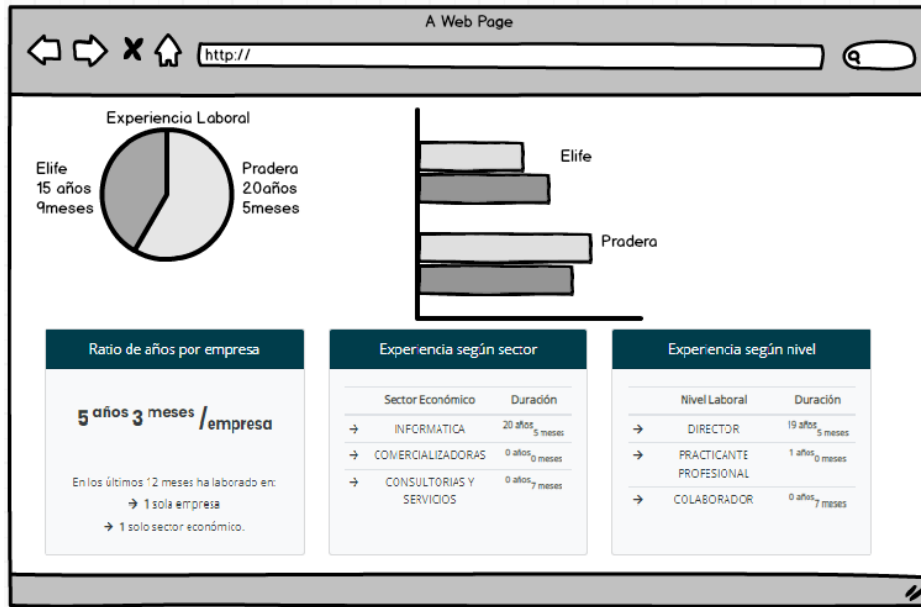 A Web Page
http://
Experiencia Laboral
Elife
15 años
9meses
Pradera
20años
5meses
Elife
Pradera
Ratio de años por empresa
5 años 3 meses /empresa
En los últimos 12 meses ha laborado en:
→ 1 sola empresa
→ 1 solo sector económico.
Experiencia según sector
Sector Económico Duración
→ INFORMATICA 20 años 5 meses
→ COMERCIALIZADORAS 0 años 0 meses
→ CONSULTORIAS Y
SERVICIOS 0 años 7 meses
Experiencia según nivel
Nivel Laboral Duración
→ DIRECTOR 19 años 5 meses
→ PRACTICANTE
PROFESIONAL 1 años 0 meses
→ COLABORADOR 0 años 7 meses